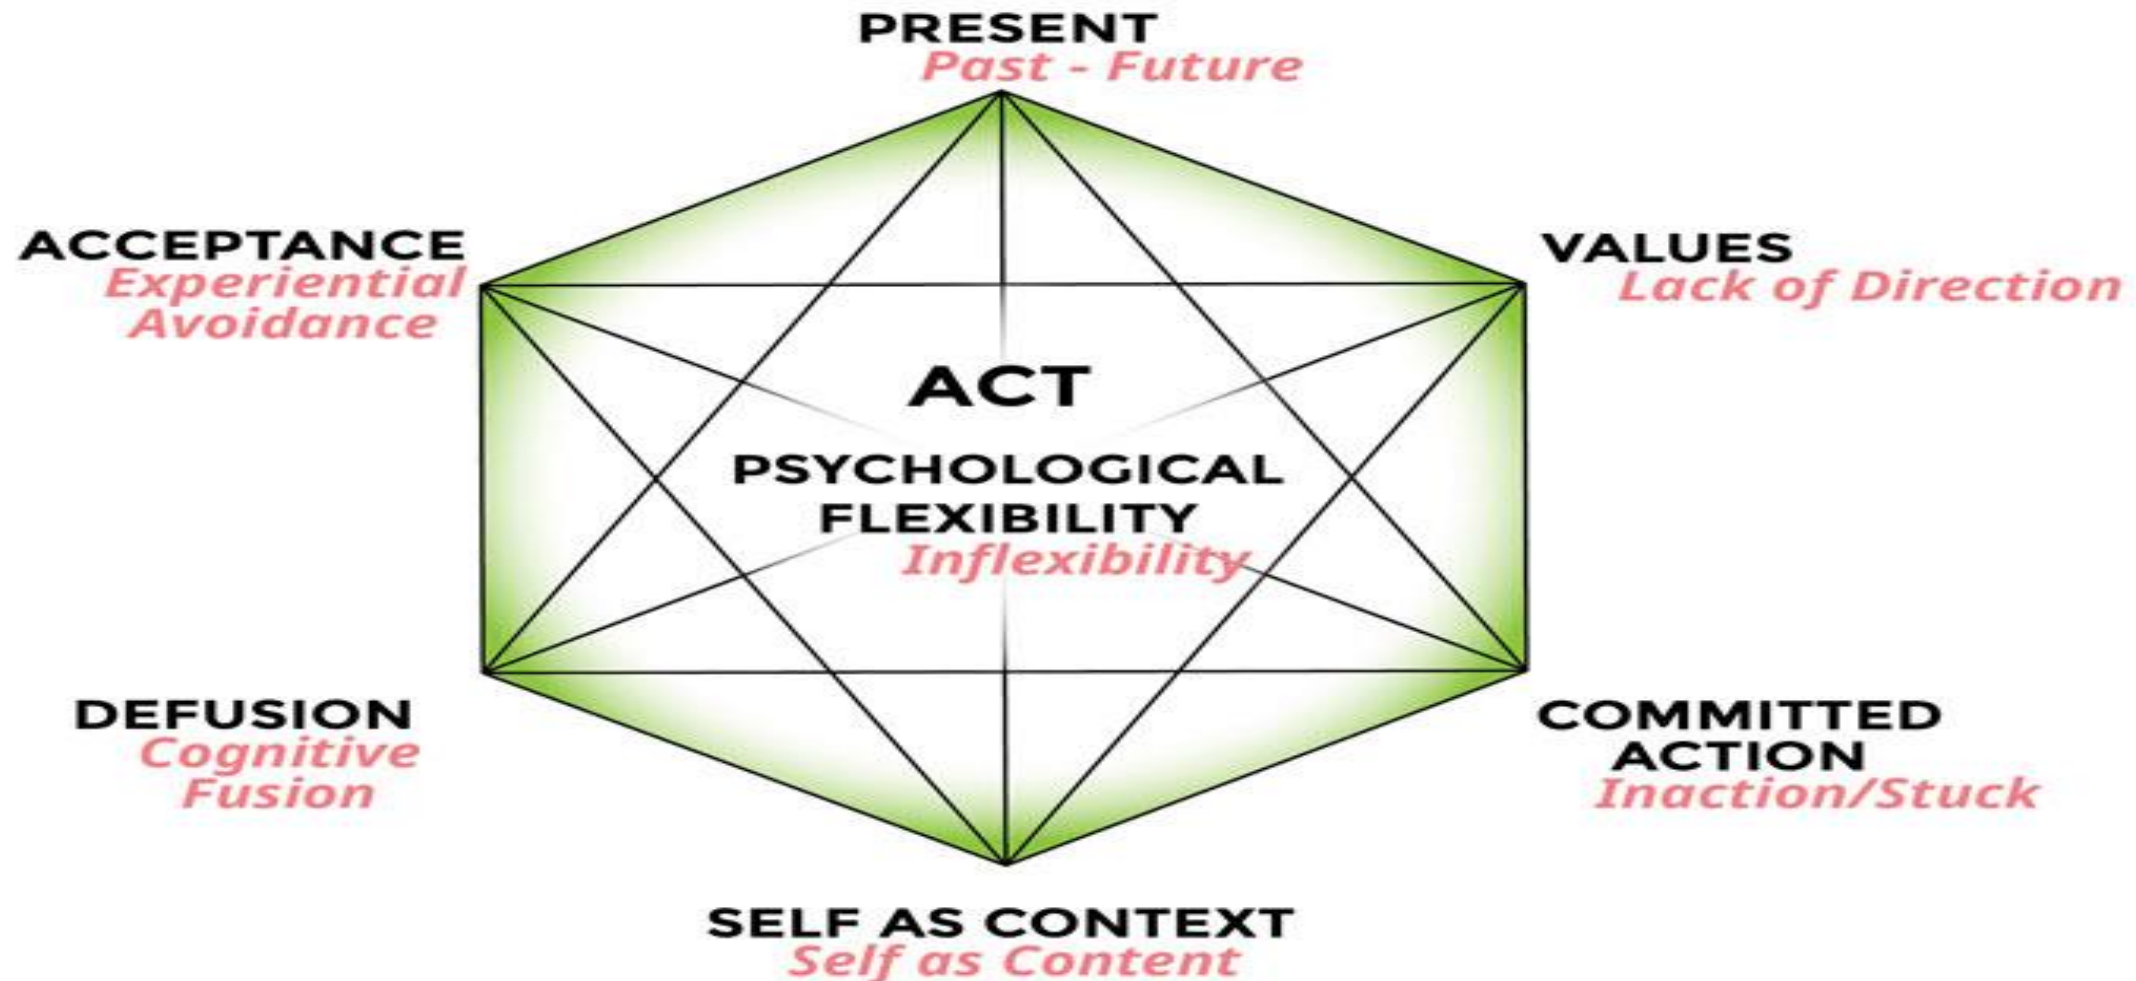 PRESENT
Past - Future
ACCEPTANCE
Experiential
Avoidance
VALUES
Lack of Direction
ACT
PSYCHOLOGICAL
FLEXIBILITY
Inflexibility
DEFUSION
Cognitive
Fusion
COMMITTED
ACTION
Inaction/Stuck
SELF AS CONTEXT
Self as Content